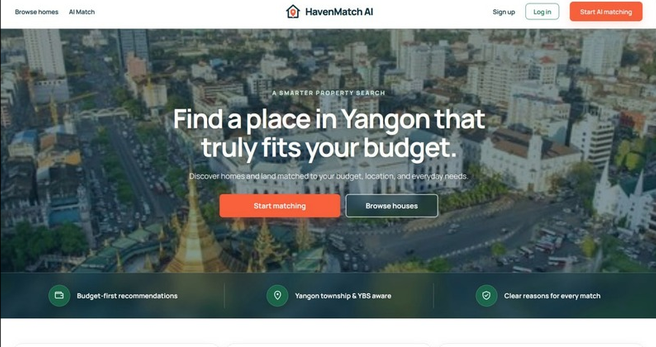 Browse homes
AI Match
HavenMatch AI
Sign up
Log in
Start AI matching
A SMARTER PROPERTY SEARCH
Find a place in Yangon that
truly fits your budget.
Discover homes and land matched to your budget, location, and everyday needs.
Start matching
Browse houses
Budget-first recommendations
Yangon township & YBS aware
Clear reasons for every match